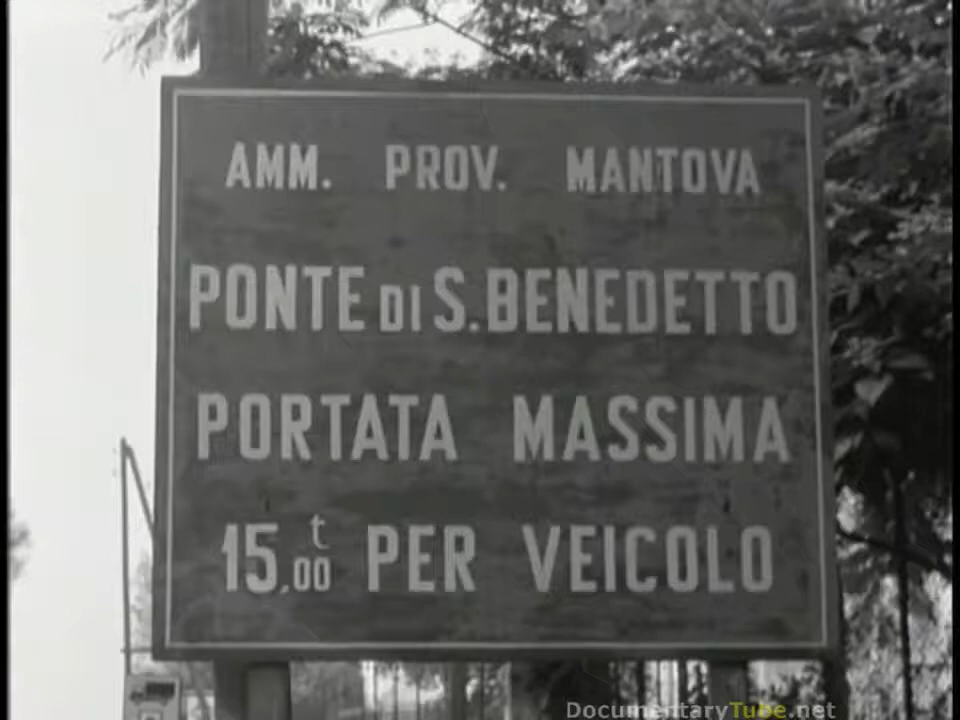 AMM. PROV. MANTOVA
PONTE DI S. BENEDETTO
PORTATA MASSIMA
15,00 t PER VEICOLO
DocumentaryTube.net